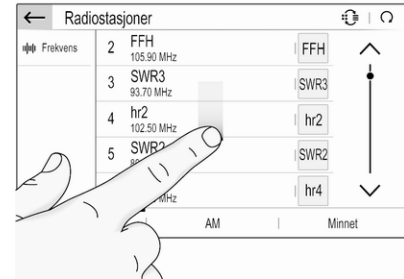 Radiostasjoner
Frekvens
2 FFH FFH
105.90 MHz
3 SWR3 SWR3
93.70 MHz
4 hr2 hr2
102.50 MHz
5 SWR2 SWR2
hr4
MHz
AM Minnet